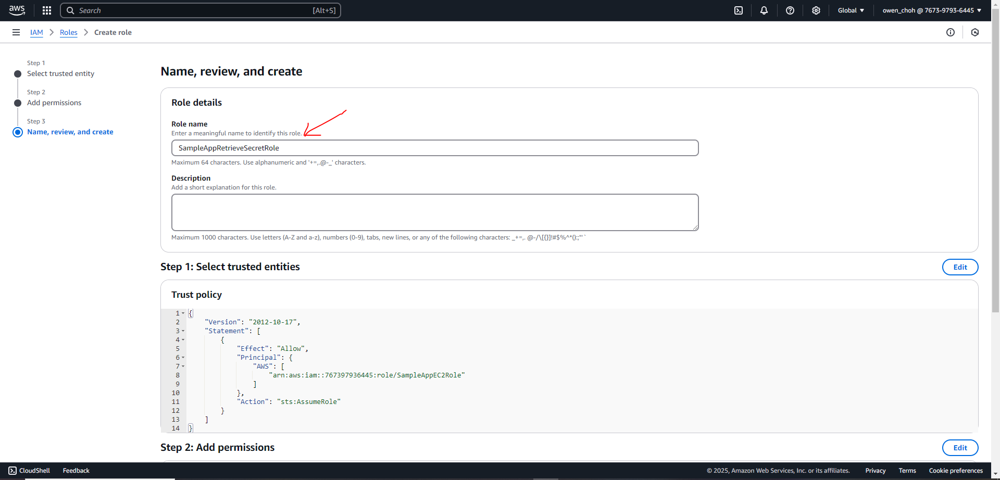 aws
Search [Alt+S]
Global
owen_choh @ 7673-9793-6445
IAM > Roles > Create role
Step 1
Select trusted entity
Step 2
Add permissions
Step 3
Name, review, and create
Name, review, and create
Role details
Role name
Enter a meaningful name to identify this role.
SampleAppRetrieveSecretRole
Maximum 64 characters. Use alphanumeric and '+=,.@-_' characters.
Description
Add a short explanation for this role.
Maximum 1000 characters. Use letters (A-Z and a-z), numbers (0-9), tabs, new lines, or any of the following characters: _+=,. @-/\[{}]!#$%^*();:"'`
Step 1: Select trusted entities
Edit
Trust policy
1 {
2 "Version": "2012-10-17",
3 "Statement": [
4 {
5 "Effect": "Allow",
6 "Principal": {
7 "AWS": [
8 "arn:aws:iam::767397936445:role/SampleAppEC2Role"
9 ]
10 },
11 "Action": "sts:AssumeRole"
12 }
13 ]
14 }
Step 2: Add permissions
Edit
CloudShell
Feedback
© 2025, Amazon Web Services, Inc. or its affiliates.
Privacy
Terms
Cookie preferences